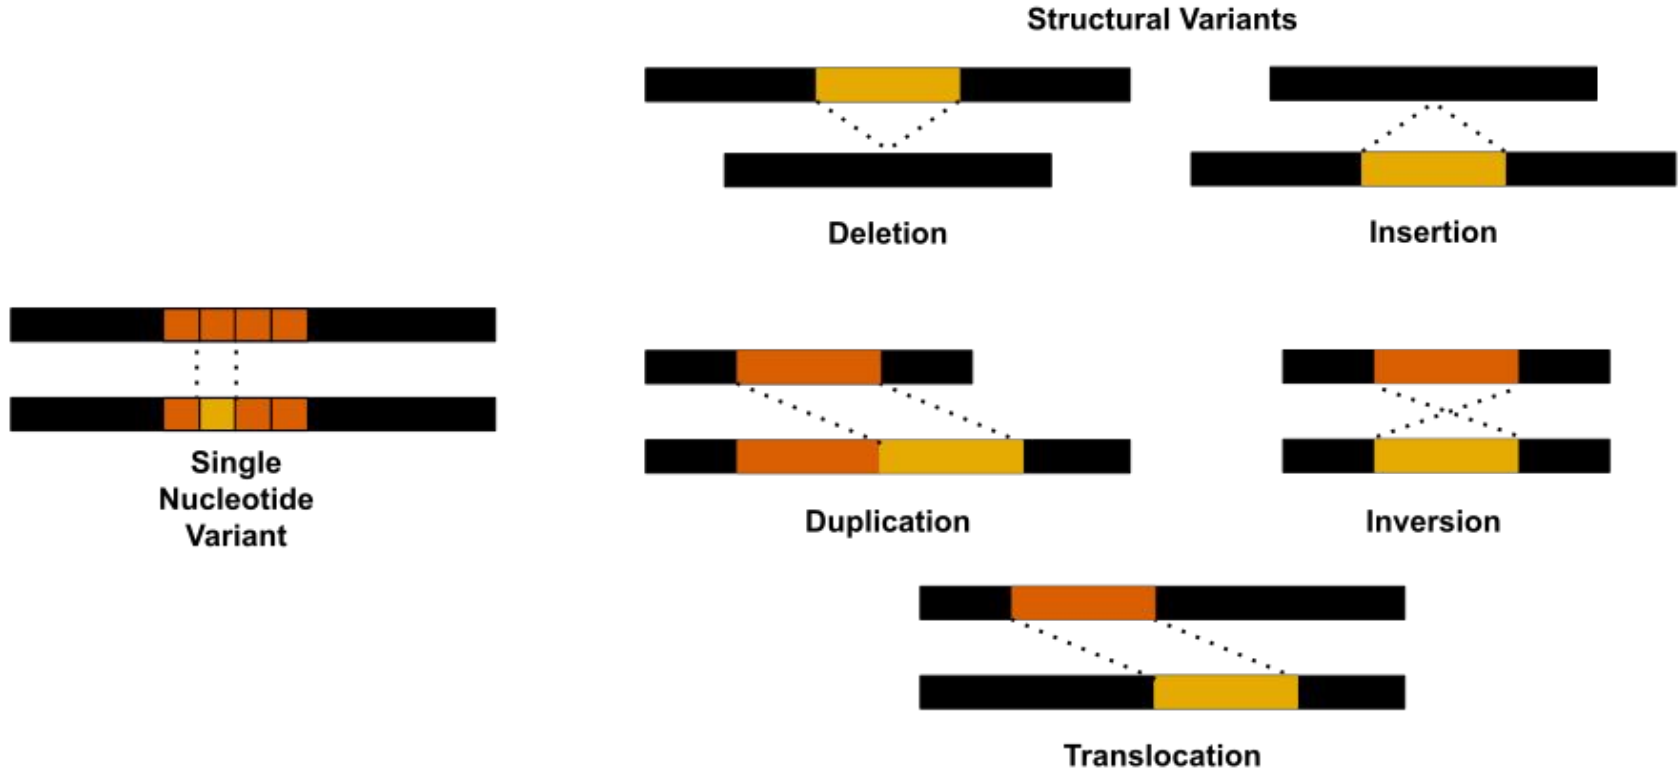 Structural Variants
Deletion
Insertion
Single
Nucleotide
Variant
Duplication
Inversion
Translocation